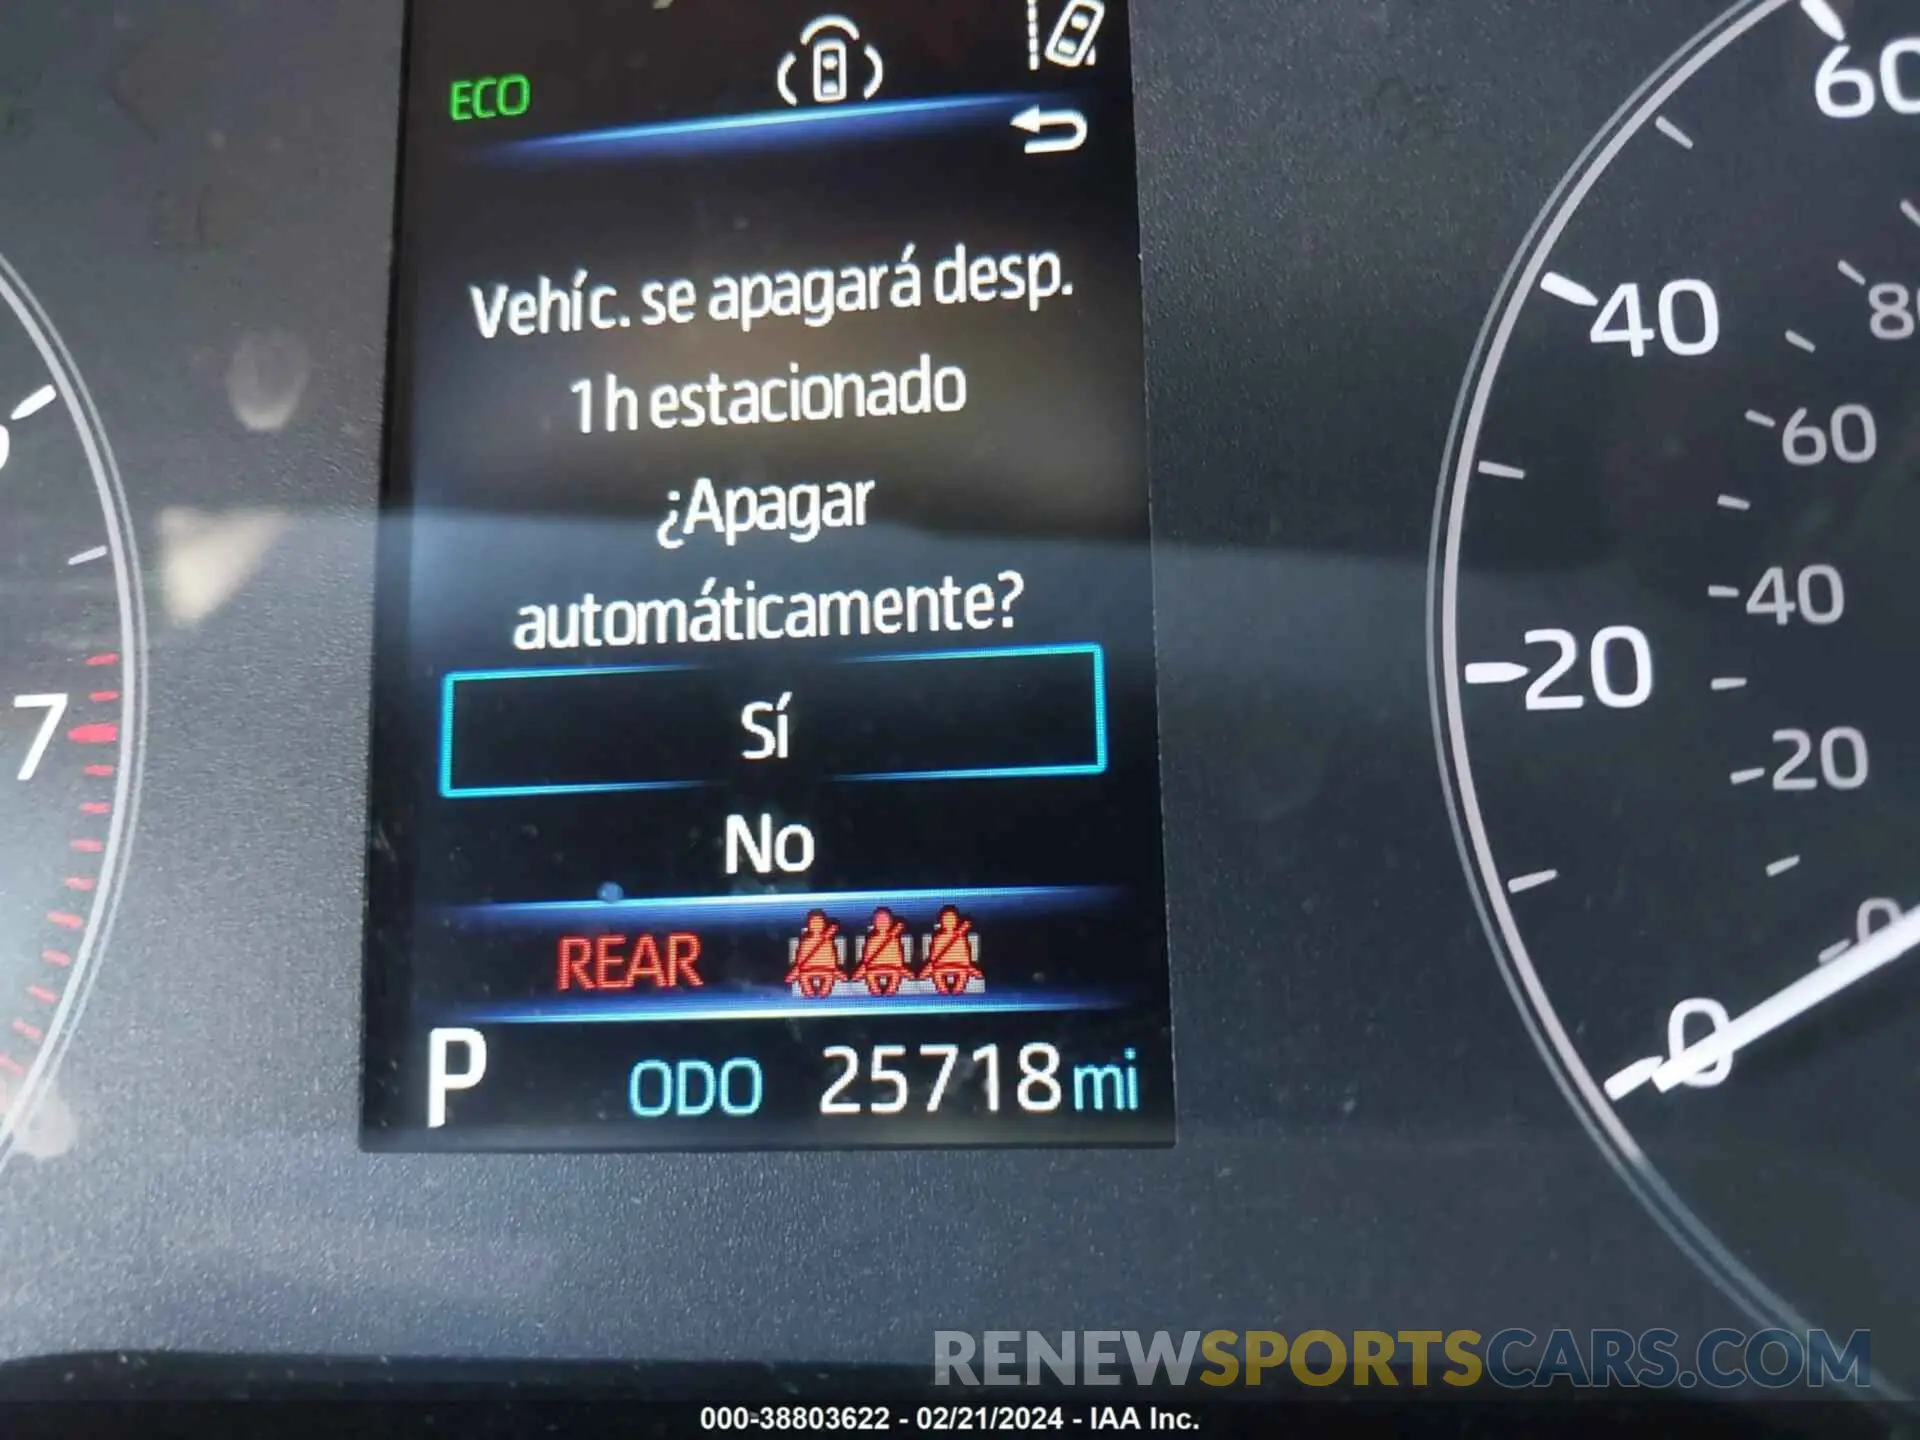 ECO
Vehíc. se apagará desp.
1 h estacionado
¿Apagar
automáticamente?
Sí
No
REAR
P ODO 25718 mi
7
60
40
20
0
60
40
20
0
RENEWSPORTSCARS.COM
000-38803622 - 02/21/2024 - IAA Inc.